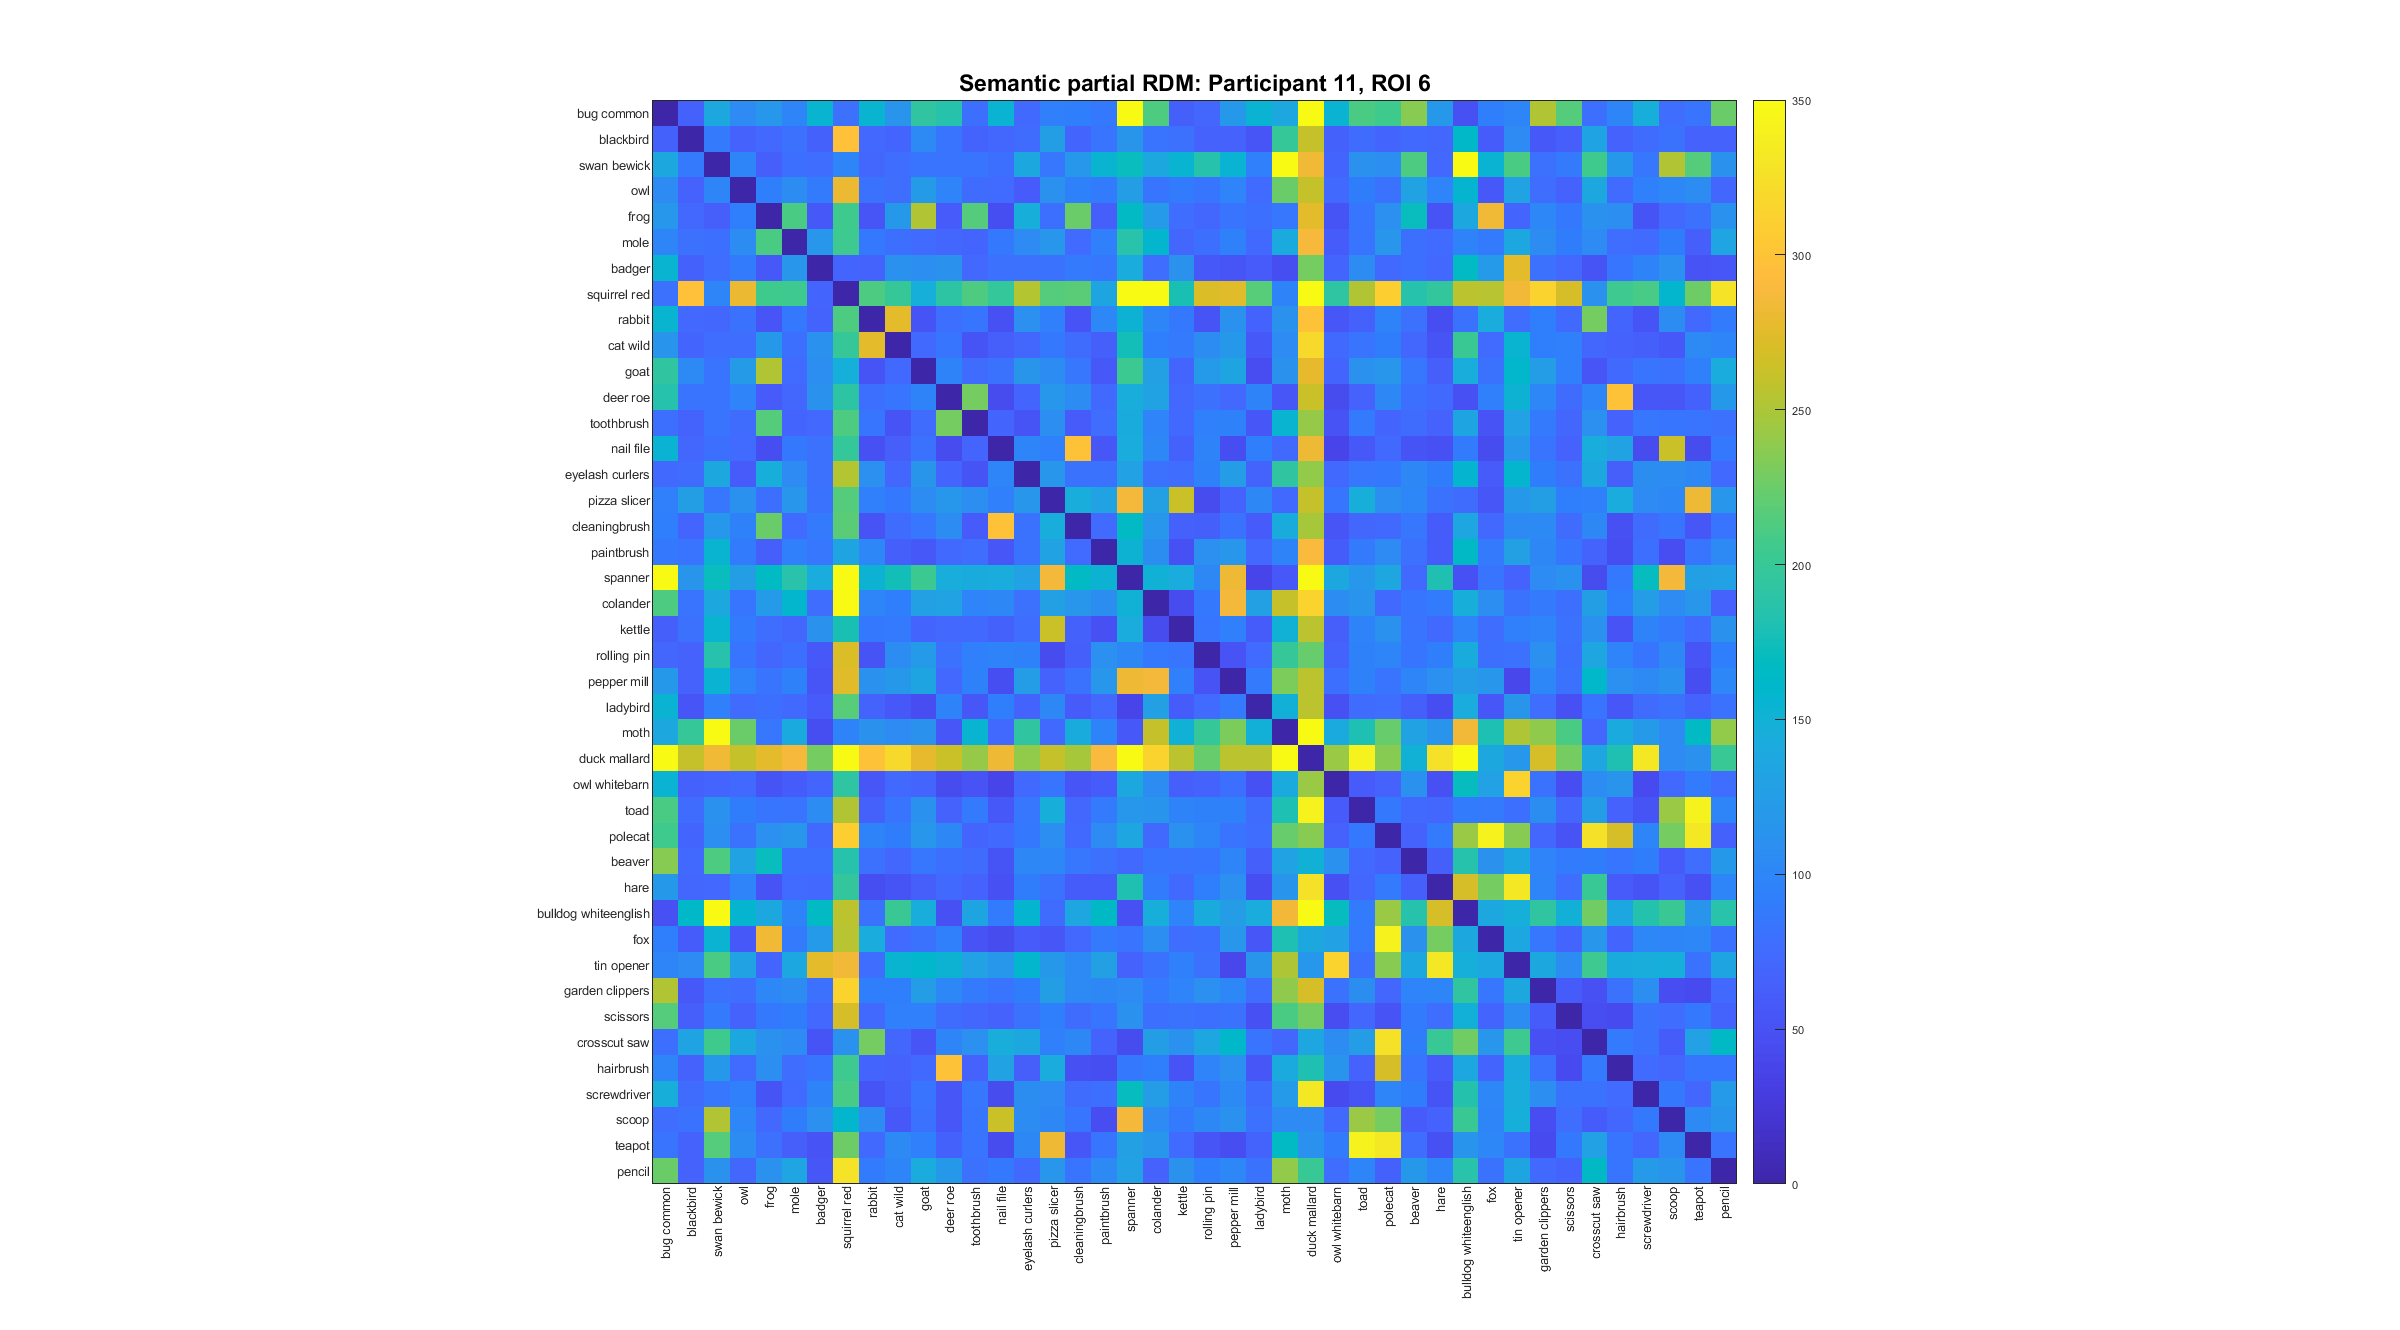 Semantic partial RDM: Participant 11, ROI 6
bug common
blackbird
swan bewick
owl
frog
mole
badger
squirrel red
rabbit
cat wild
goat
deer roe
toothbrush
nail file
eyelash curlers
pizza slicer
cleaningbrush
paintbrush
spanner
colander
kettle
rolling pin
pepper mill
ladybird
moth
duck mallard
owl whitebarn
toad
polecat
beaver
hare
bulldog whiteenglish
fox
tin opener
garden clippers
scissors
crosscut saw
hairbrush
screwdriver
scoop
teapot
pencil
bug common
blackbird
swan bewick
owl
frog
mole
badger
squirrel red
rabbit
cat wild
goat
deer roe
toothbrush
nail file
eyelash curlers
pizza slicer
cleaningbrush
paintbrush
spanner
colander
kettle
rolling pin
pepper mill
ladybird
moth
duck mallard
owl whitebarn
toad
polecat
beaver
hare
bulldog whiteenglish
fox
tin opener
garden clippers
scissors
crosscut saw
hairbrush
screwdriver
scoop
teapot
pencil
350
300
250
200
150
100
50
0